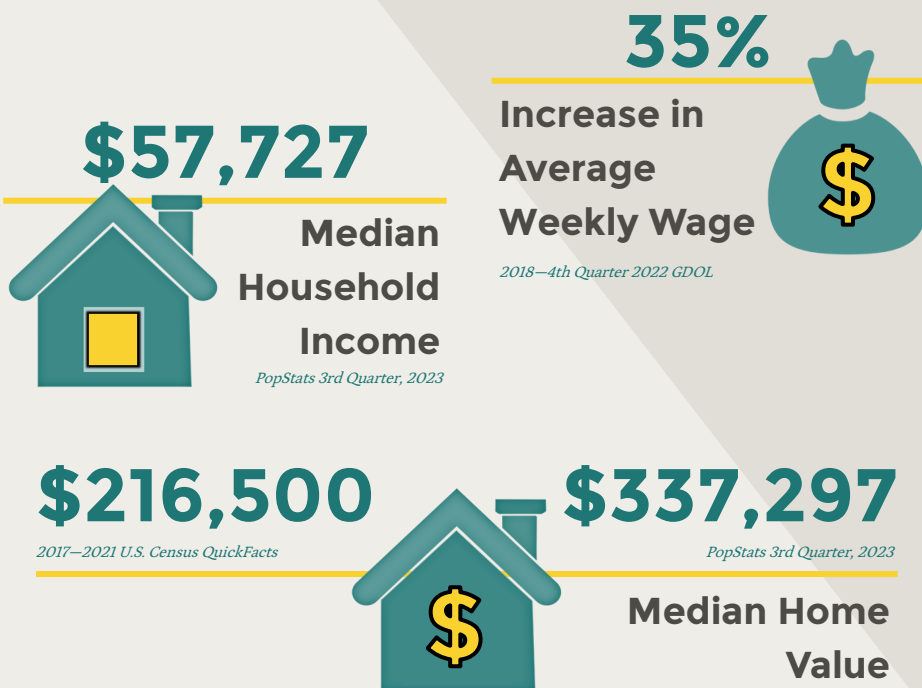 35%
Increase in
Average
Weekly Wage
2018—4th Quarter 2022 GDOL
$
$57,727
Median
Household
Income
PopStats 3rd Quarter, 2023
$216,500
2017—2021 U.S. Census QuickFacts
$337,297
PopStats 3rd Quarter, 2023
$
Median Home
Value